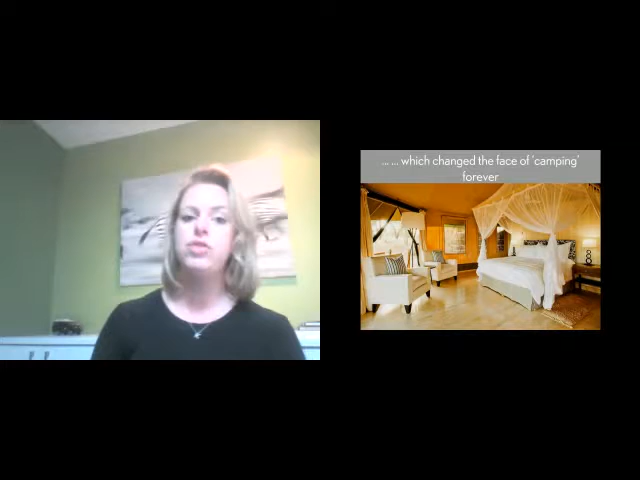 ... ... which changed the face of 'camping'
forever